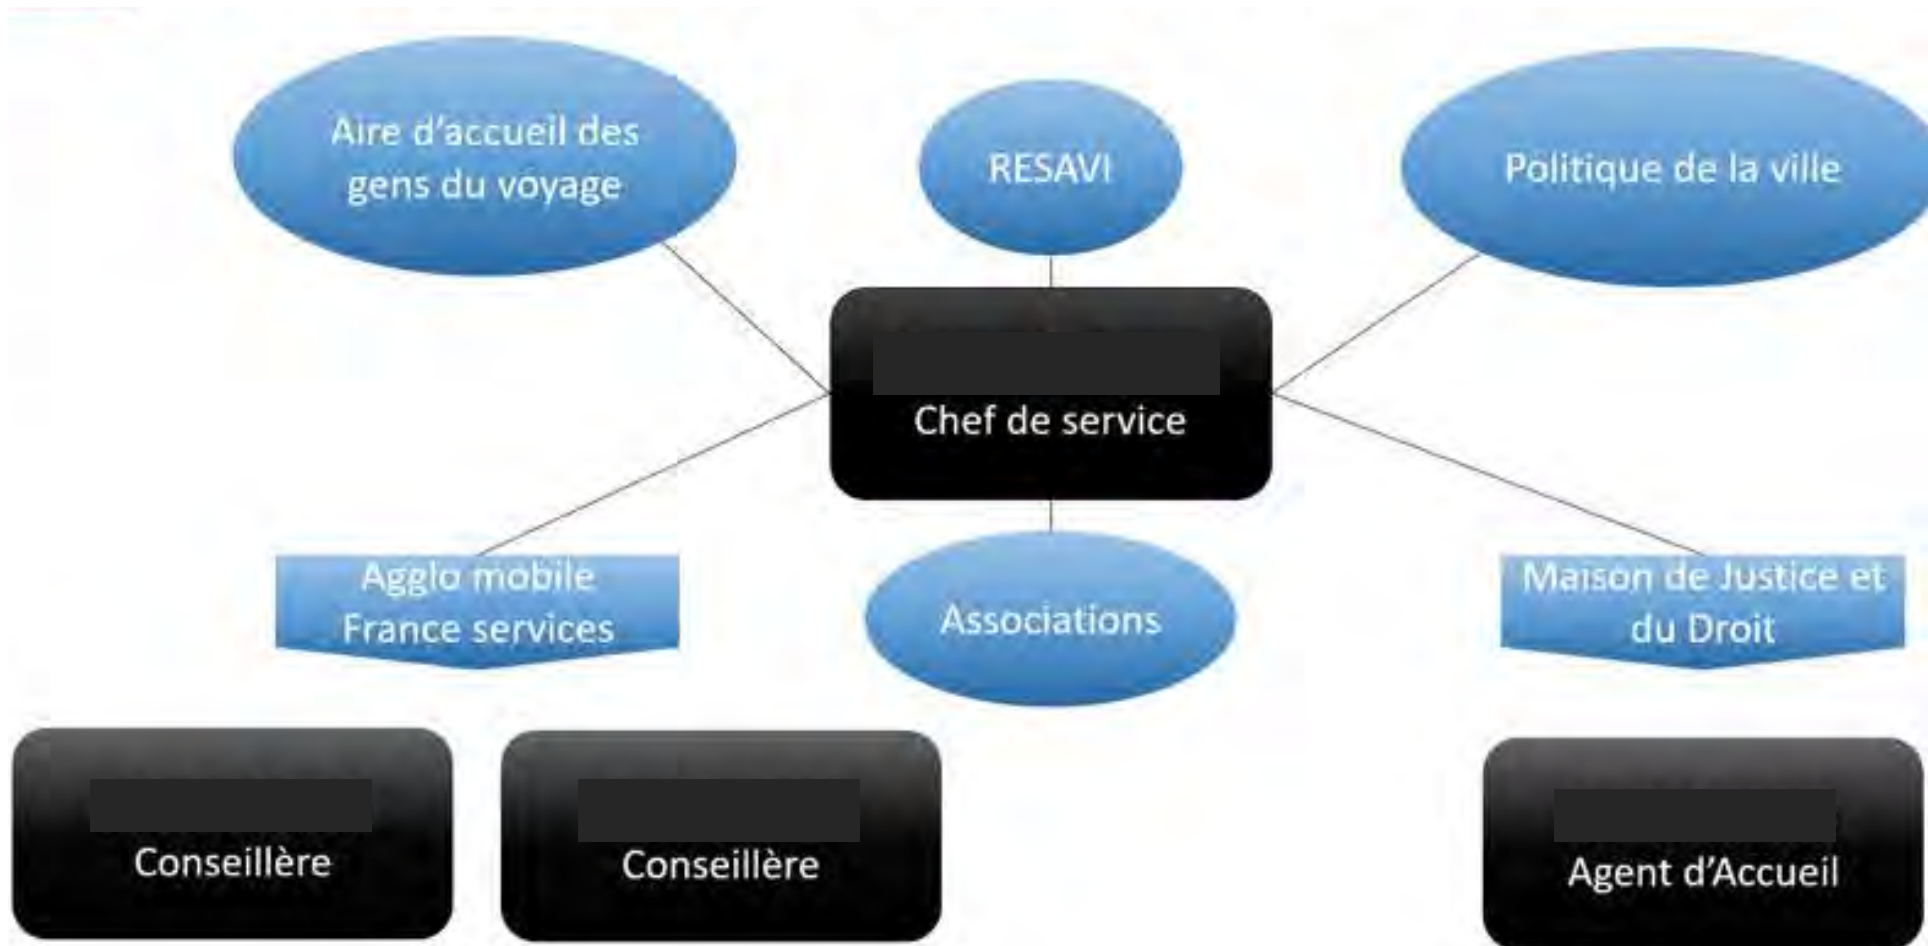 Aire d'accueil des
gens du voyage
RESAVI
Politique de la ville
Chef de service
Agglo mobile
France services
Associations
Maison de Justice et
du Droit
Conseillère
Conseillère
Agent d'Accueil